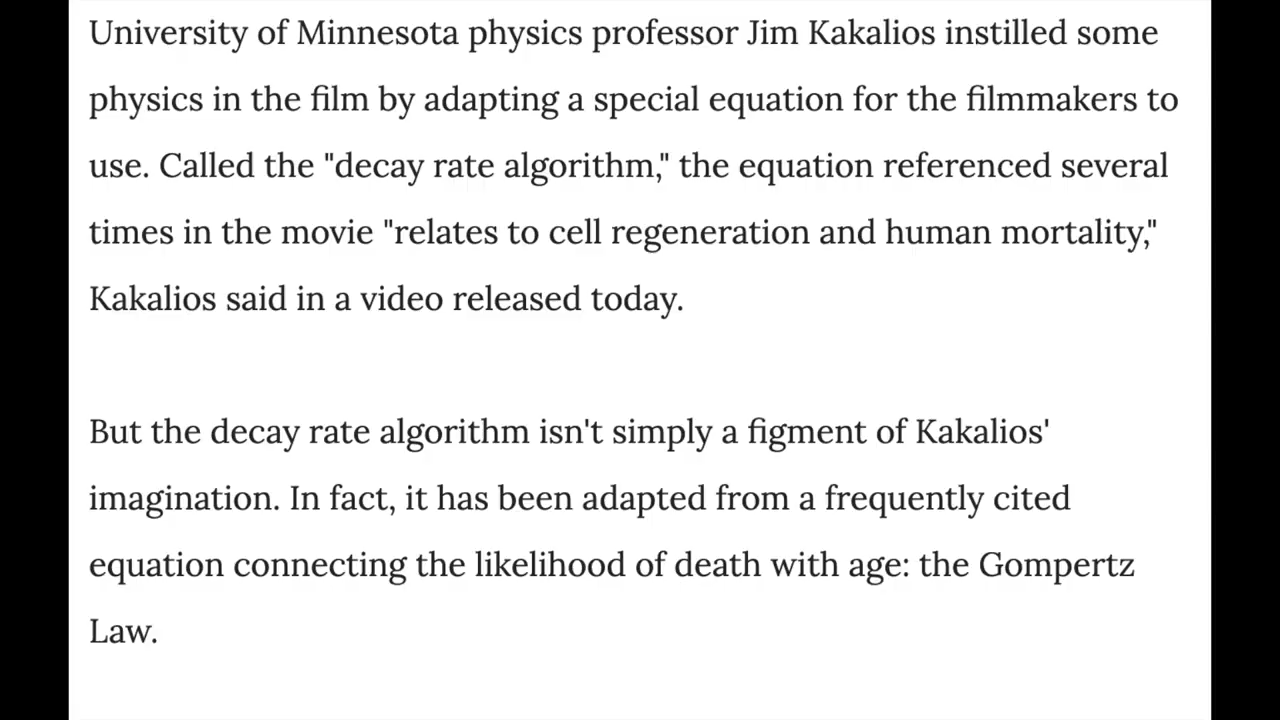 University of Minnesota physics professor Jim Kakalios instilled some
physics in the film by adapting a special equation for the filmmakers to
use. Called the "decay rate algorithm," the equation referenced several
times in the movie "relates to cell regeneration and human mortality,"
Kakalios said in a video released today.
But the decay rate algorithm isn't simply a figment of Kakalios'
imagination. In fact, it has been adapted from a frequently cited
equation connecting the likelihood of death with age: the Gompertz
Law.